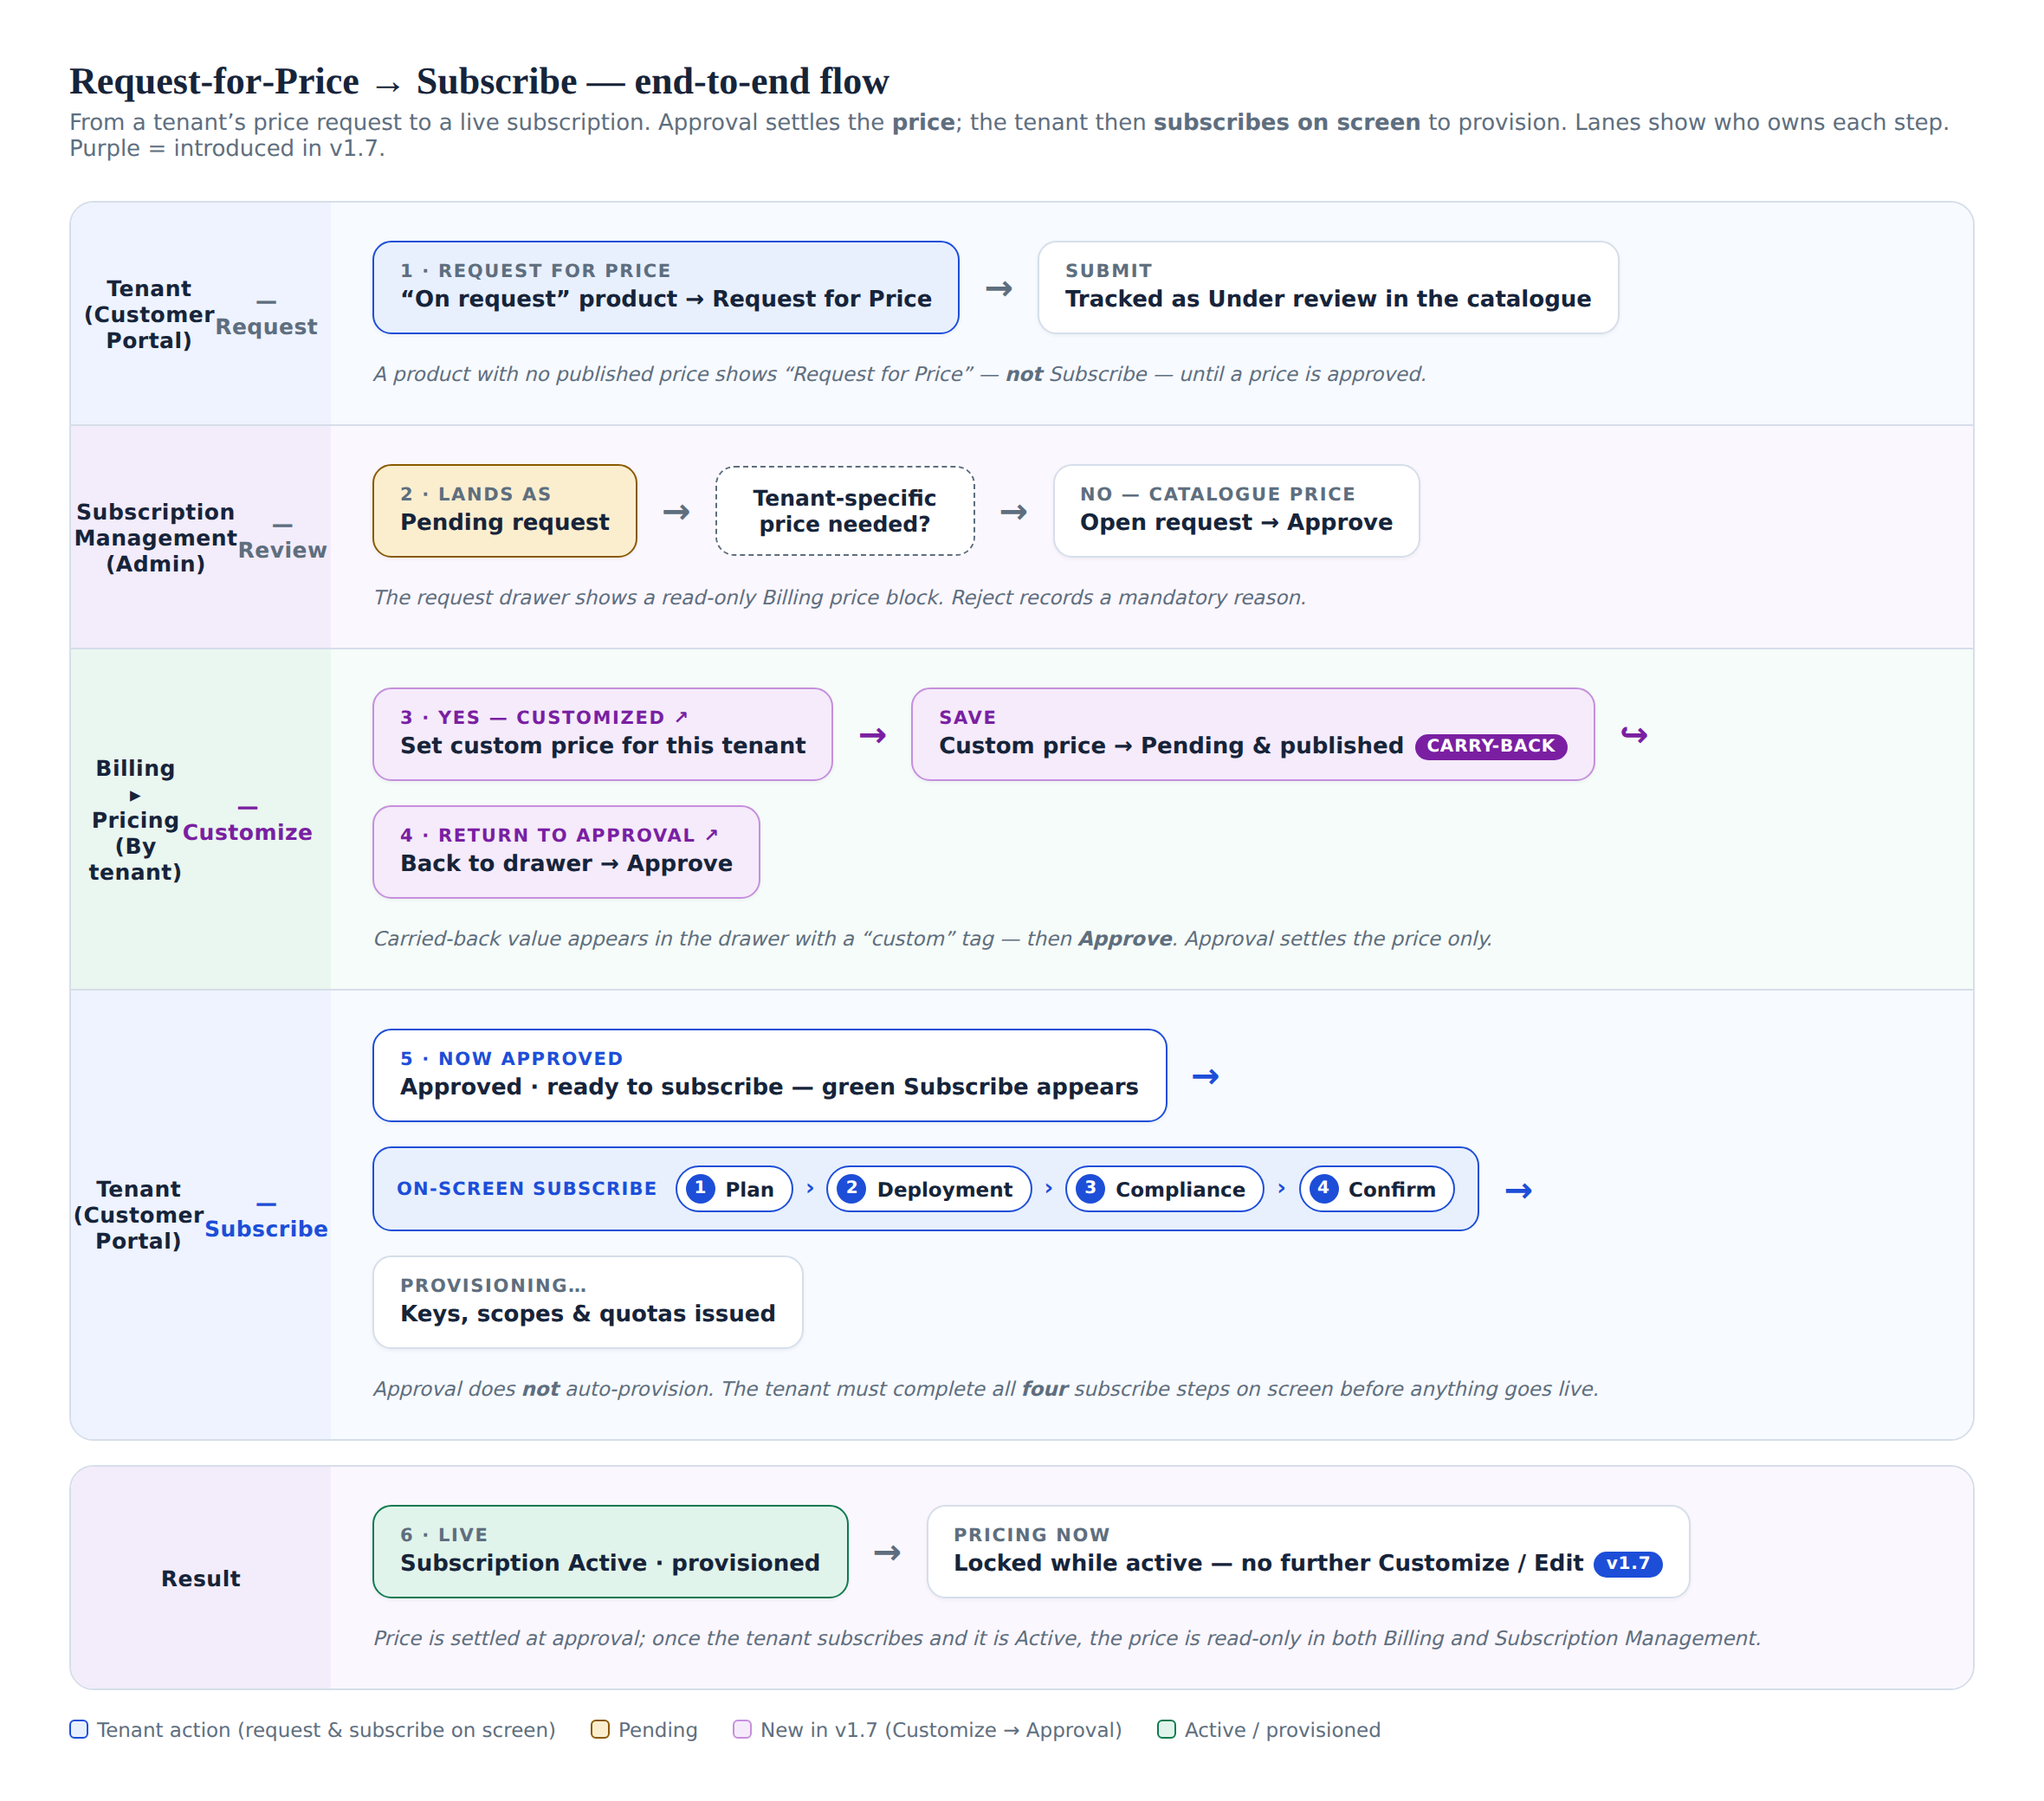 Request-for-Price → Subscribe — end-to-end flow
From a tenant’s price request to a live subscription. Approval settles the price; the tenant then subscribes on screen to provision. Lanes show who owns each step.
Purple = introduced in v1.7.
Tenant
(Customer
Portal)
—
Request
1 · REQUEST FOR PRICE
“On request” product → Request for Price
→
SUBMIT
Tracked as Under review in the catalogue
A product with no published price shows “Request for Price” — not Subscribe — until a price is approved.
Subscription
Management
(Admin)
—
Review
2 · LANDS AS
Pending request
→
Tenant-specific
price needed?
→
NO — CATALOGUE PRICE
Open request → Approve
The request drawer shows a read-only Billing price block. Reject records a mandatory reason.
Billing
▸
Pricing
(By
tenant)
—
Customize
3 · YES — CUSTOMIZED ↗
Set custom price for this tenant
→
SAVE
Custom price → Pending & published CARRY-BACK
↪
4 · RETURN TO APPROVAL ↗
Back to drawer → Approve
Carried-back value appears in the drawer with a “custom” tag — then Approve. Approval settles the price only.
Tenant
(Customer
Portal)
—
Subscribe
5 · NOW APPROVED
Approved · ready to subscribe — green Subscribe appears
→
ON-SCREEN SUBSCRIBE 1 Plan › 2 Deployment › 3 Compliance › 4 Confirm
→
PROVISIONING…
Keys, scopes & quotas issued
Approval does not auto-provision. The tenant must complete all four subscribe steps on screen before anything goes live.
Result
6 · LIVE
Subscription Active · provisioned
→
PRICING NOW
Locked while active — no further Customize / Edit v1.7
Price is settled at approval; once the tenant subscribes and it is Active, the price is read-only in both Billing and Subscription Management.
Tenant action (request & subscribe on screen)
Pending
New in v1.7 (Customize → Approval)
Active / provisioned